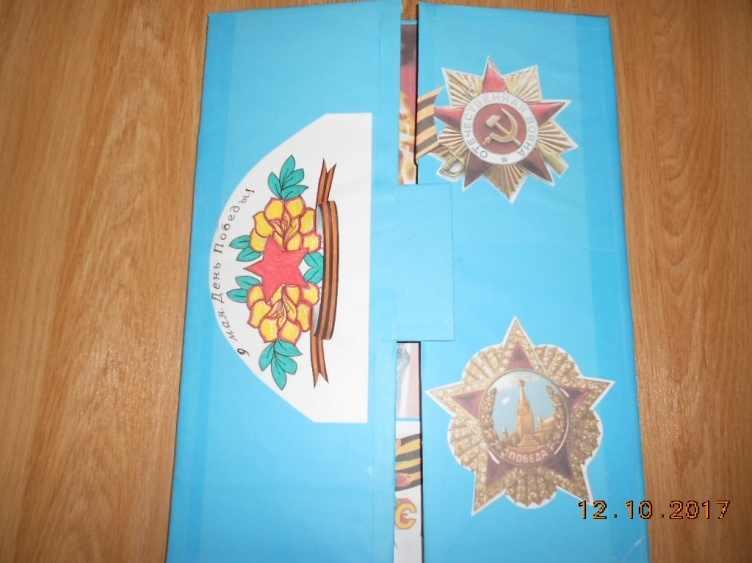 9 мая День Победы!
ОТЕЧЕСТВЕННАЯ ВОЙНА
ПОБЕДА
С
12.10.2017